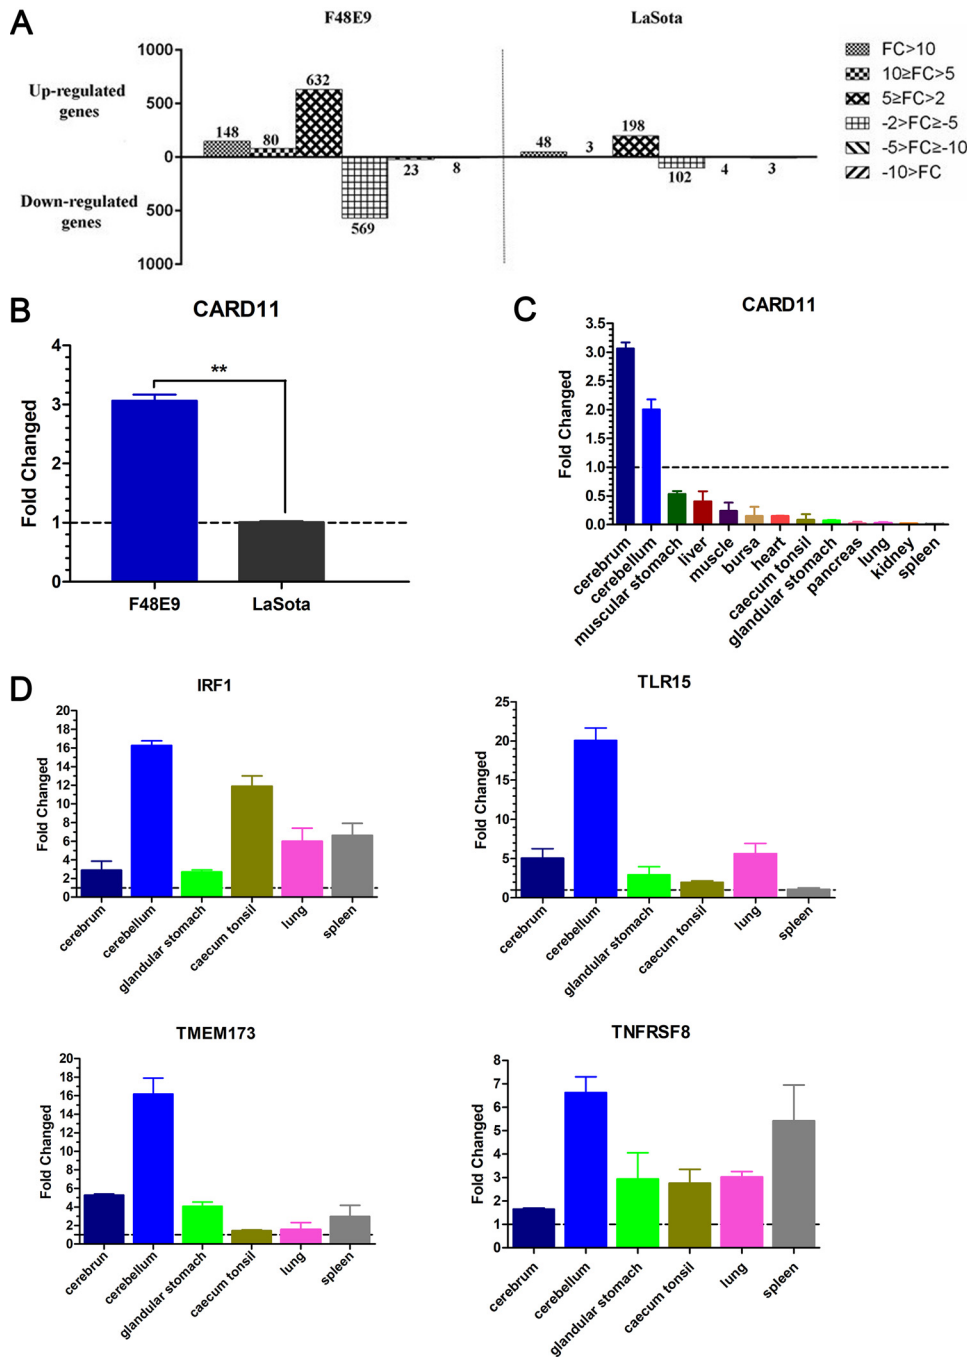 A
F48E9
LaSota
1000
500
0
500
1000
Up-regulated
genes
Down-regulated
genes
148
80
632
569
23
8
48
3
198
102
4
3
FC>10
10≥FC>5
5≥FC>2
-2>FC≥-5
-5>FC≥-10
-10>FC
B
CARD11
Fold Changed
4
3
2
1
0
**
F48E9
LaSota
C
CARD11
Fold Changed
3.5
3.0
2.5
2.0
1.5
1.0
0.5
0.0
cerebrum
cerebellum
muscular stomach
liver
muscle
bursa
heart
caecum tonsil
glandular stomach
pancreas
lung
kidney
spleen
D
IRF1
Fold Changed
20
18
16
14
12
10
8
6
4
2
0
cerebrum
cerebellum
glandular stomach
caecum tonsil
lung
spleen
TLR15
Fold Changed
25
20
15
10
5
0
cerebrum
cerebellum
glandular stomach
caecum tonsil
lung
spleen
TMEM173
Fold Changed
20
18
16
14
12
10
8
6
4
2
0
cerebrun
cerebellum
glandular stomach
caecum tonsil
lung
spleen
TNFRSF8
Fold Changed
8
7
6
5
4
3
2
1
0
cerebrum
cerebellum
glandular stomach
caecum tonsil
lung
spleen